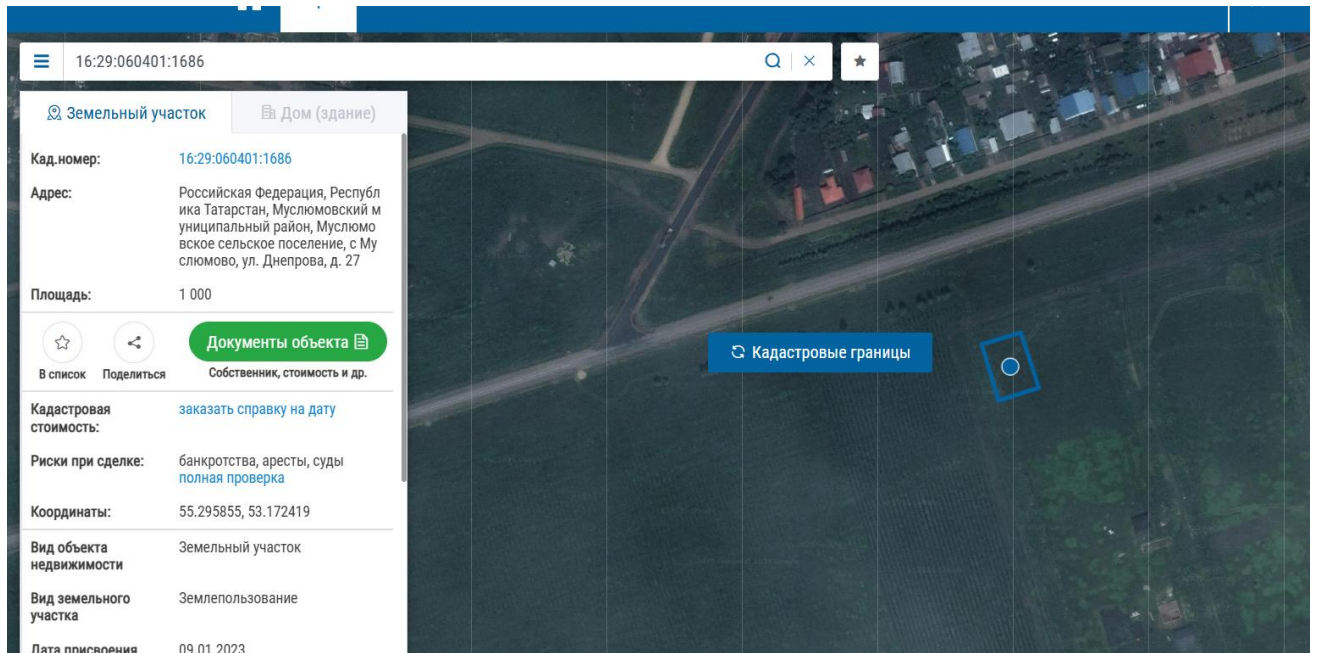 16:29:060401:1686
Земельный участок
Дом (здание)
Кад.номер:
16:29:060401:1686
Адрес:
Российская Федерация, Республ
ика Татарстан, Муслюмовский м
униципальный район, Муслюмо
вское сельское поселение, с Му
слюмово, ул. Днепрова, д. 27
Площадь:
1 000
Документы объекта
В список
Поделиться
Собственник, стоимость и др.
Кадастровая
стоимость:
заказать справку на дату
Риски при сделке:
банкротства, аресты, суды
полная проверка
Координаты:
55.295855, 53.172419
Вид объекта
недвижимости
Земельный участок
Вид земельного
участка
Землепользование
Дата присвоения
09.01.2023
Кадастровые границы